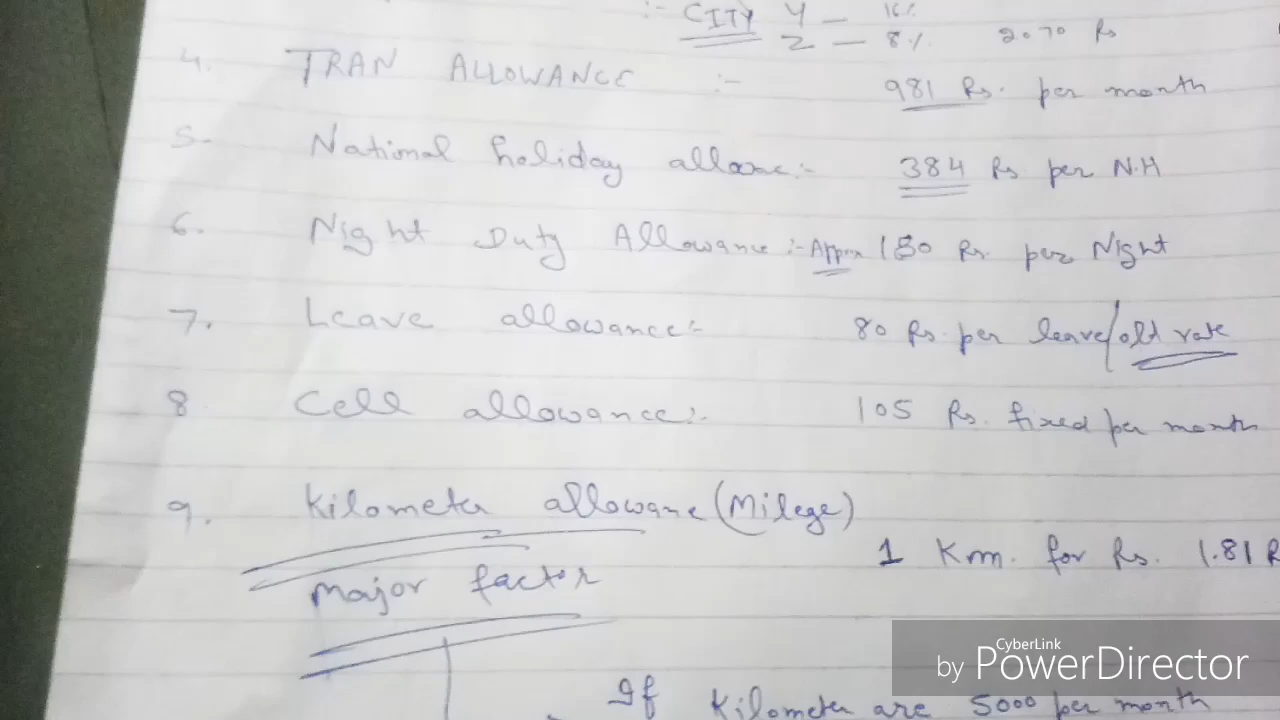 :- CITY Y — 16%
Z — 8% 2070 Rs
4. TRAN ALLOWANCE :- 981 Rs. per month
5. National holiday allownc:- 384 Rs per N.H
6. Night Duty Allowance :- Appx 180 Rs. per Night
7. Leave allowance:- 80 Rs. per leave/old rate
8 Cell allowance:- 105 Rs. fixed per month
9. Kilometer allowane (Milege)
1 Km. for Rs. 1.81 R
major factor
If Kilometer are 5000 per month
CyberLink
by PowerDirector